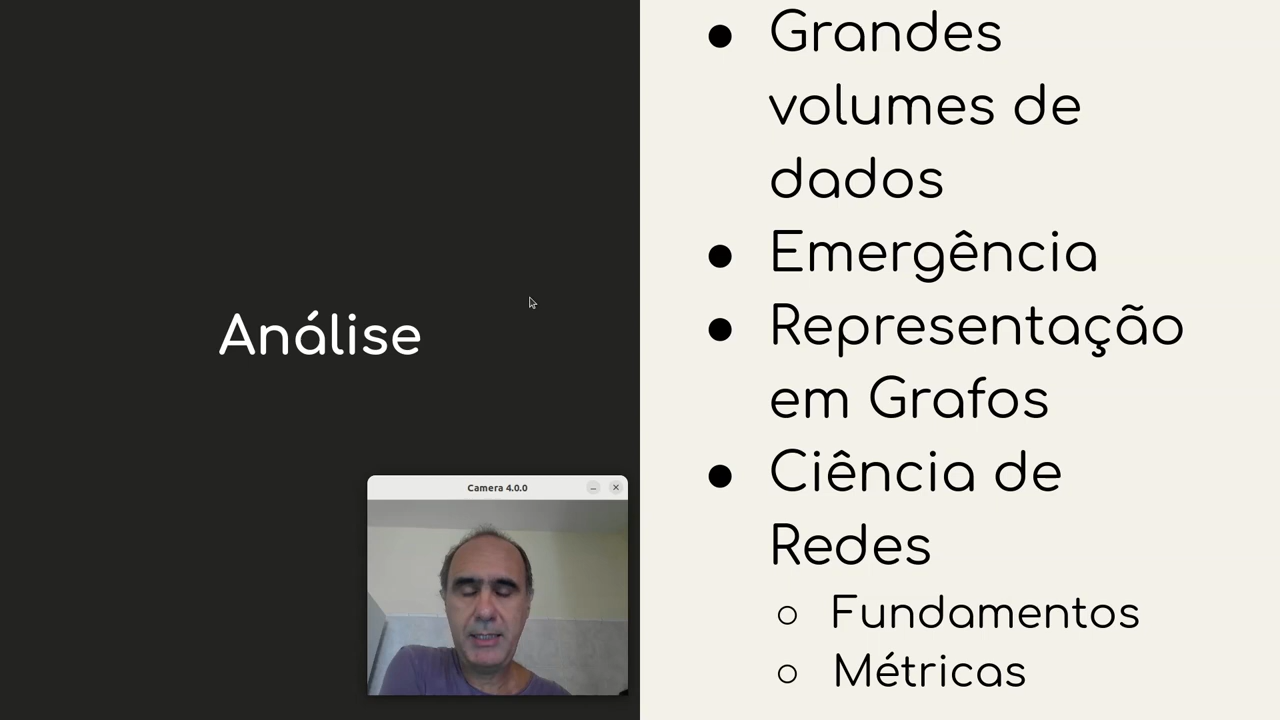 Análise
Camera 4.0.0
● Grandes
volumes de
dados
● Emergência
● Representação
em Grafos
● Ciência de
Redes
○ Fundamentos
○ Métricas